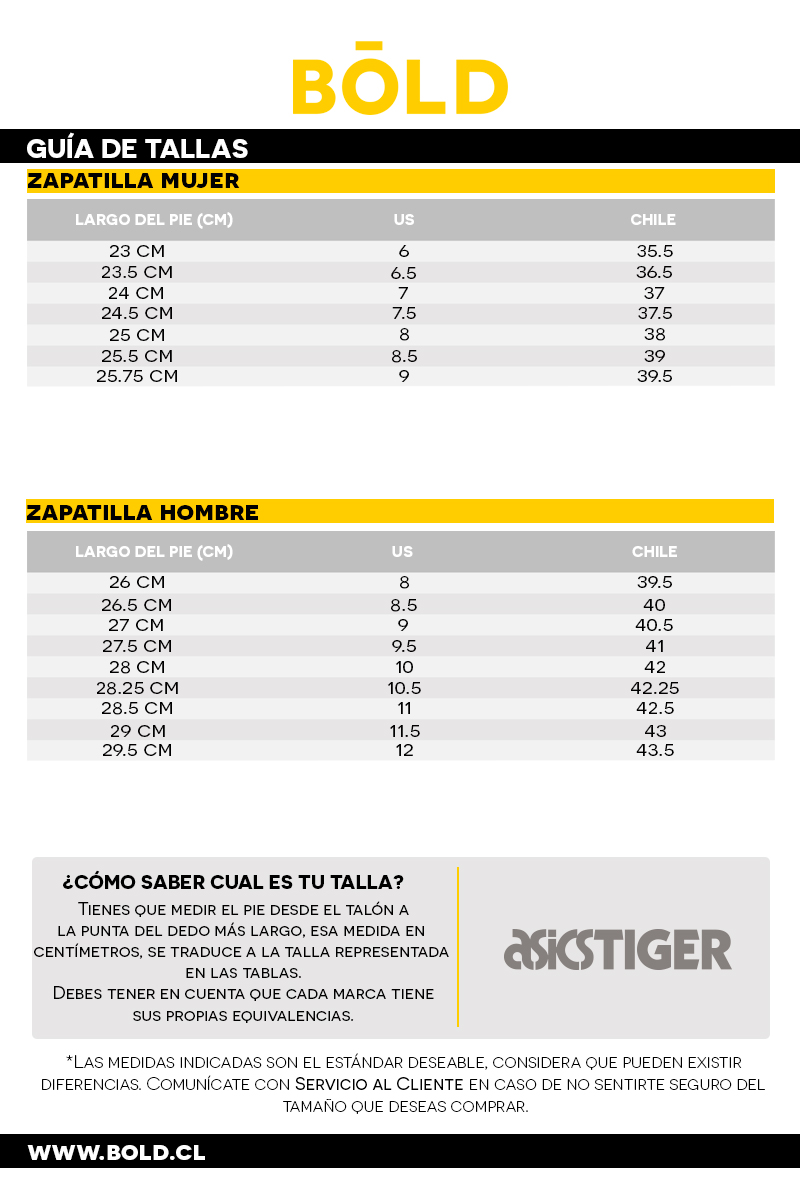 BŌLD
GUÍA DE TALLAS
ZAPATILLA MUJER
LARGO DEL PIE (CM) US CHILE
23 CM 6 35.5
23.5 CM 6.5 36.5
24 CM 7 37
24.5 CM 7.5 37.5
25 CM 8 38
25.5 CM 8.5 39
25.75 CM 9 39.5
ZAPATILLA HOMBRE
LARGO DEL PIE (CM) US CHILE
26 CM 8 39.5
26.5 CM 8.5 40
27 CM 9 40.5
27.5 CM 9.5 41
28 CM 10 42
28.25 CM 10.5 42.25
28.5 CM 11 42.5
29 CM 11.5 43
29.5 CM 12 43.5
¿CÓMO SABER CUAL ES TU TALLA?
Tienes que medir el pie desde el talón a
la punta del dedo más largo, esa medida en
centímetros, se traduce a la talla representada
en las tablas.
Debes tener en cuenta que cada marca tiene
sus propias equivalencias.
asicsTIGER
*Las medidas indicadas son el estándar deseable, considera que pueden existir
diferencias. Comunícate con Servicio al Cliente en caso de no sentirte seguro del
tamaño que deseas comprar.
WWW.BOLD.CL